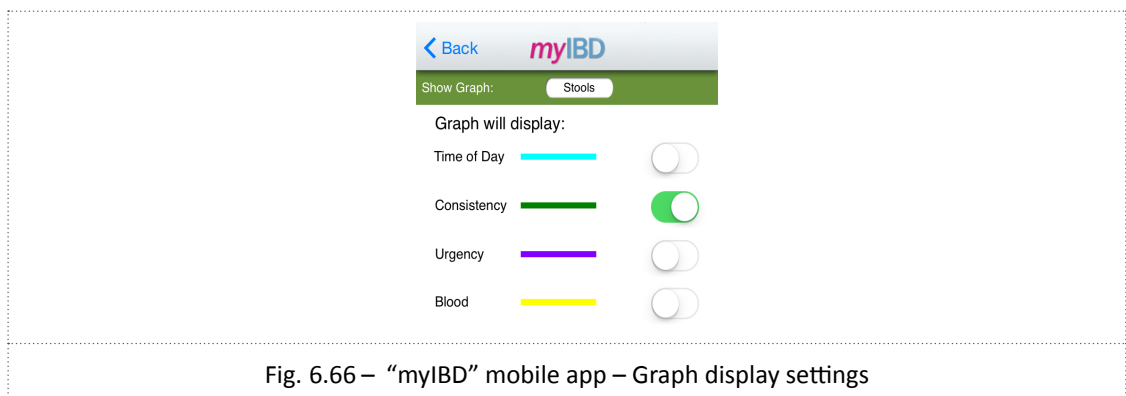 Back myIBD
Show Graph: Stools
Graph will display:
Time of Day
Consistency
Urgency
Blood
Fig. 6.66 – "myIBD" mobile app – Graph display settings